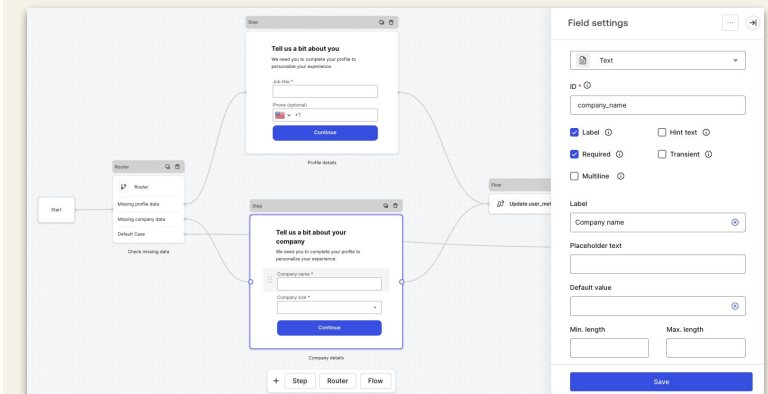 Start
Router
Router
Missing profile data
Missing company data
Default Case
Check missing data
Step
Tell us a bit about you
We need you to complete your profile to
personalize your experience.
Job title *
Phone (optional)
+1
Continue
Profile details
Step
Tell us a bit about your
company
We need you to complete your profile to
personalize your experience.
Company name *
Company size *
Continue
Company details
+ Step Router Flow
Flow
Update user_met
Field settings
Text
ID *
company_name
Label
Hint text
Required
Transient
Multiline
Label
Company name
Placeholder text
Default value
Min. length
Max. length
Save